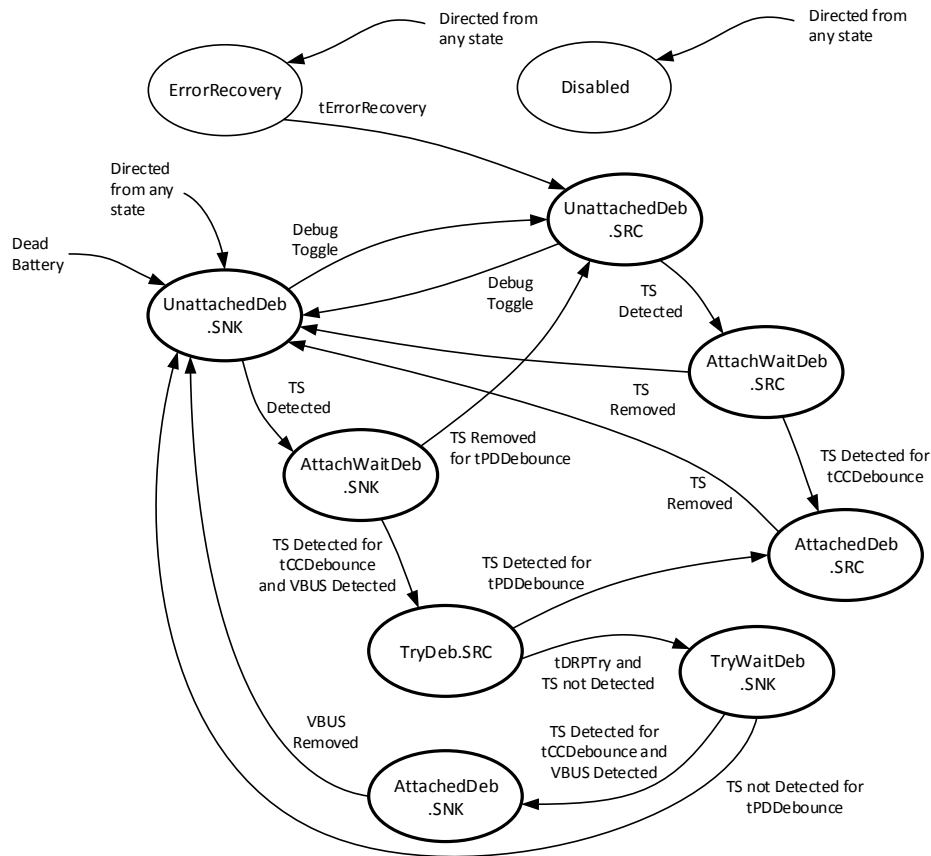 Directed from
any state
Directed from
any state
ErrorRecovery
Disabled
tErrorRecovery
Directed
from any
state
UnattachedDeb
.SRC
Dead
Battery
Debug
Toggle
Debug
Toggle
TS
Detected
UnattachedDeb
.SNK
AttachWaitDeb
.SRC
TS
Detected
TS
Removed
TS Removed
for tPDDebounce
TS Detected for
tCCDebounce
AttachWaitDeb
.SNK
TS
Removed
TS Detected for
tCCDebounce
and VBUS Detected
TS Detected for
tPDDebounce
AttachedDeb
.SRC
TryDeb.SRC
tDRPTry and
TS not Detected
TryWaitDeb
.SNK
VBUS
Removed
TS Detected for
tCCDebounce and
VBUS Detected
AttachedDeb
.SNK
TS not Detected for
tPDDebounce